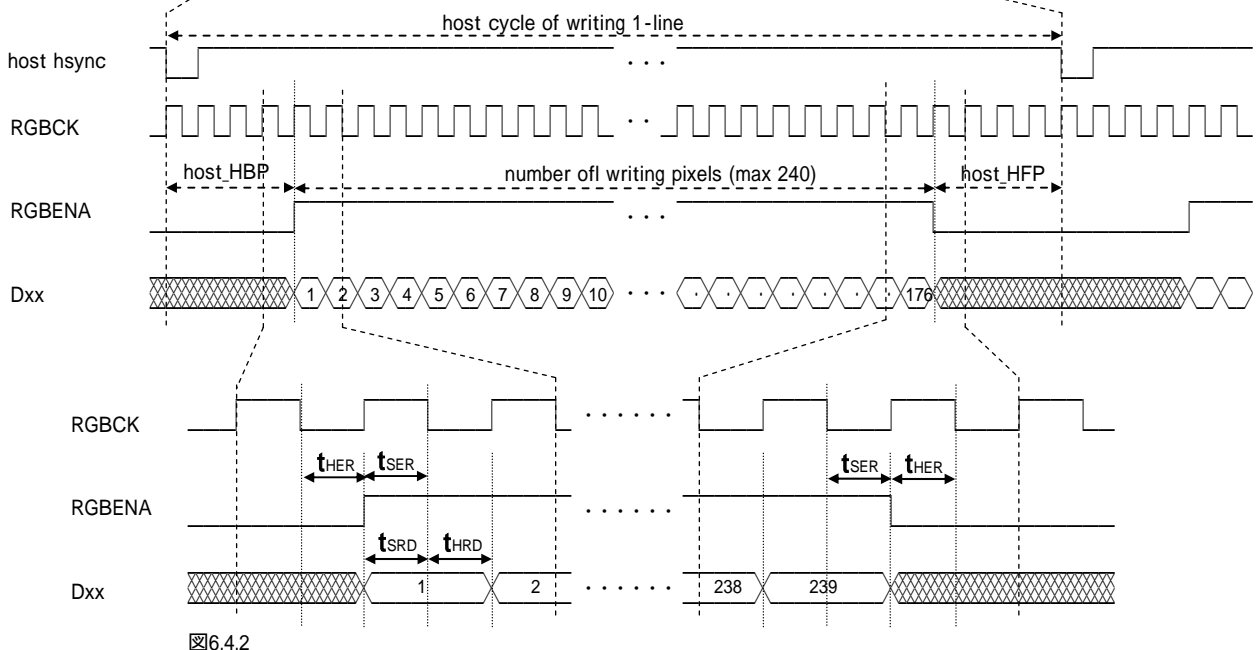 host cycle of writing 1-line
host hsync
· · ·
RGBCK
· ·
host_HBP
number ofl writing pixels (max 240)
host_HFP
RGBENA
· · ·
Dxx
1 2 3 4 5 6 7 8 9 10 · · · · · · · · · · 176
RGBCK
· · · · · ·
tHER tSER tSER tHER
RGBENA
· · · · · ·
tSRD tHRD
Dxx
1 2 · · · · · · 238 239
図6.4.2